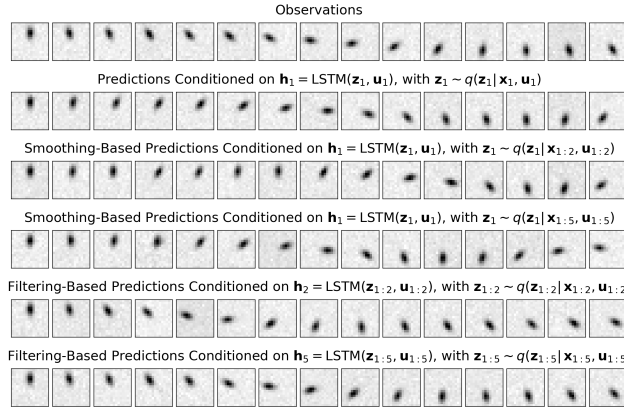 Observations
Predictions Conditioned on h₁ = LSTM(z₁, u₁), with z₁ ~ q(z₁| x₁, u₁)
Smoothing-Based Predictions Conditioned on h₁ = LSTM(z₁, u₁), with z₁ ~ q(z₁| x₁:₂, u₁:₂)
Smoothing-Based Predictions Conditioned on h₁ = LSTM(z₁, u₁), with z₁ ~ q(z₁| x₁:₅, u₁:₅)
Filtering-Based Predictions Conditioned on h₂ = LSTM(z₁:₂, u₁:₂), with z₁:₂ ~ q(z₁:₂| x₁:₂, u₁:₂
Filtering-Based Predictions Conditioned on h₅ = LSTM(z₁:₅, u₁:₅), with z₁:₅ ~ q(z₁:₅| x₁:₅, u₁:₅